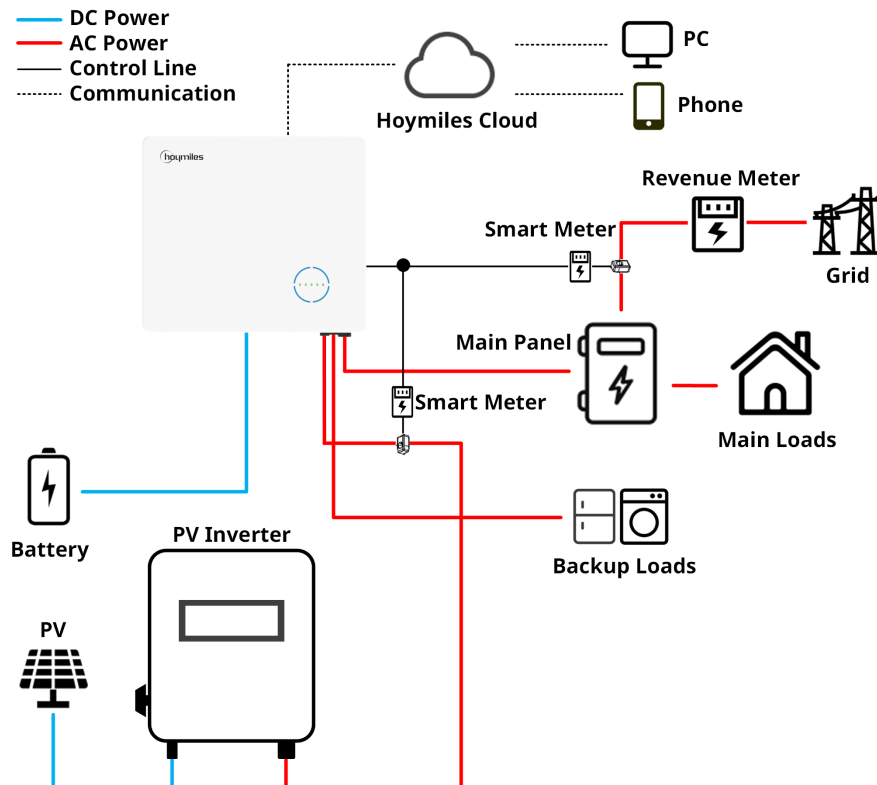 DC Power
AC Power
Control Line
Communication
PC
Phone
Hoymiles Cloud
hoymiles
Revenue Meter
Smart Meter
Grid
Main Panel
Smart Meter
Main Loads
Battery
PV Inverter
Backup Loads
PV